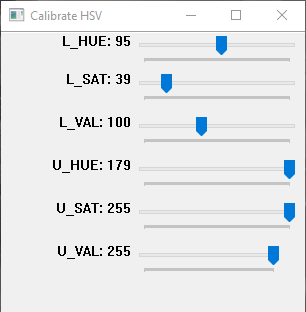 Calibrate HSV
L_HUE: 95
L_SAT: 39
L_VAL: 100
U_HUE: 179
U_SAT: 255
U_VAL: 255